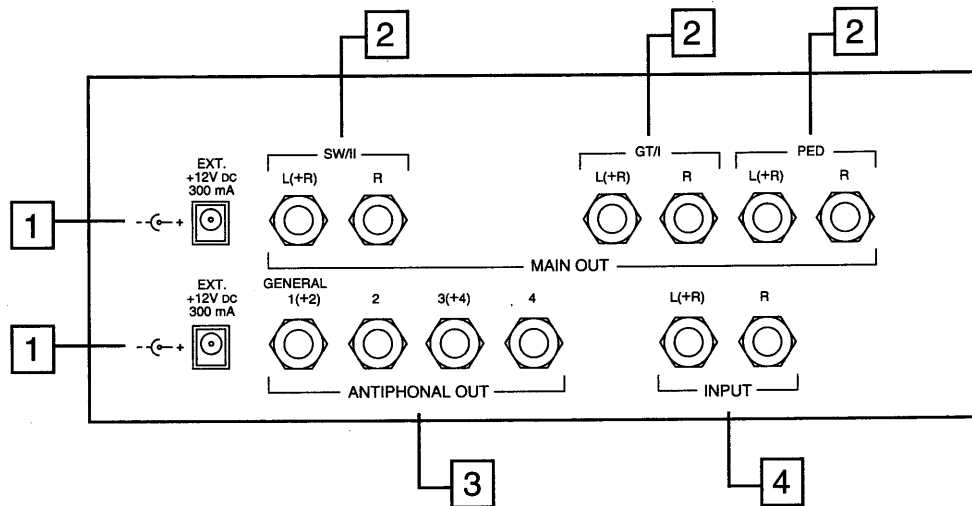 2 2 2
SW/II GT/I PED
EXT.
+12V DC
300 mA
L(+R) R L(+R) R L(+R) R
1
- - + 
MAIN OUT
EXT.
+12V DC
300 mA
GENERAL
1(+2) 2 3(+4) 4 L(+R) R
1
- - +
ANTIPHONAL OUT INPUT
3 4